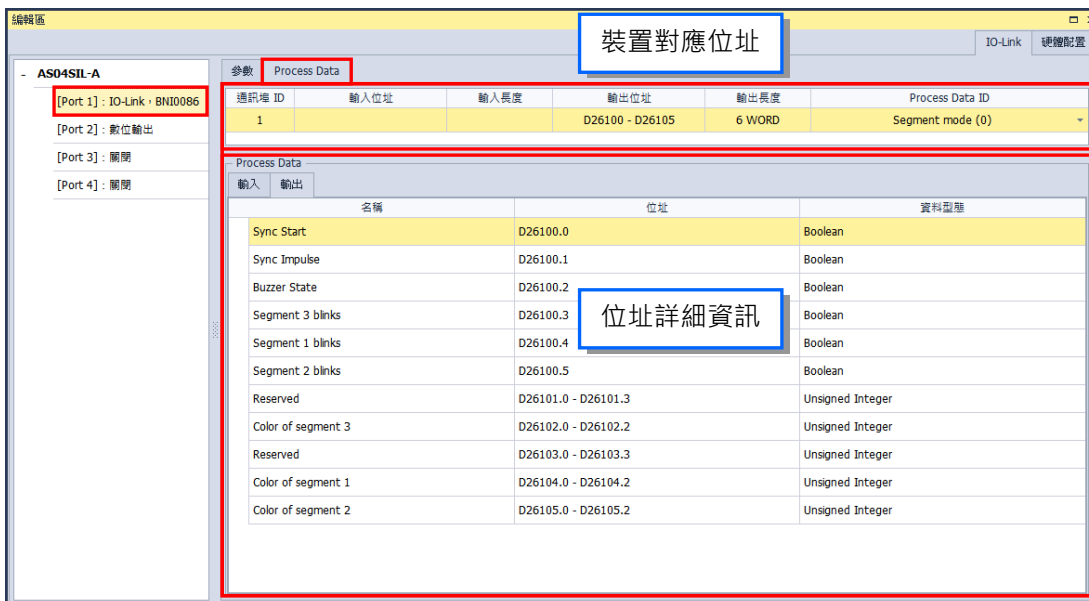 編輯區
裝置對應位址
IO-Link 硬體配置
- AS04SIL-A
[Port 1]：IO-Link，BNI0086
[Port 2]：數位輸出
[Port 3]：關閉
[Port 4]：關閉
參數 Process Data
通訊埠 ID 輸入位址 輸入長度 輸出位址 輸出長度 Process Data ID
1 D26100 - D26105 6 WORD Segment mode (0)
Process Data
輸入 輸出
名稱 位址 資料型態
Sync Start D26100.0 Boolean
Sync Impulse D26100.1 Boolean
Buzzer State D26100.2 Boolean
位址詳細資訊
Segment 3 blinks D26100.3 Boolean
Segment 1 blinks D26100.4 Boolean
Segment 2 blinks D26100.5 Boolean
Reserved D26101.0 - D26101.3 Unsigned Integer
Color of segment 3 D26102.0 - D26102.2 Unsigned Integer
Reserved D26103.0 - D26103.3 Unsigned Integer
Color of segment 1 D26104.0 - D26104.2 Unsigned Integer
Color of segment 2 D26105.0 - D26105.2 Unsigned Integer